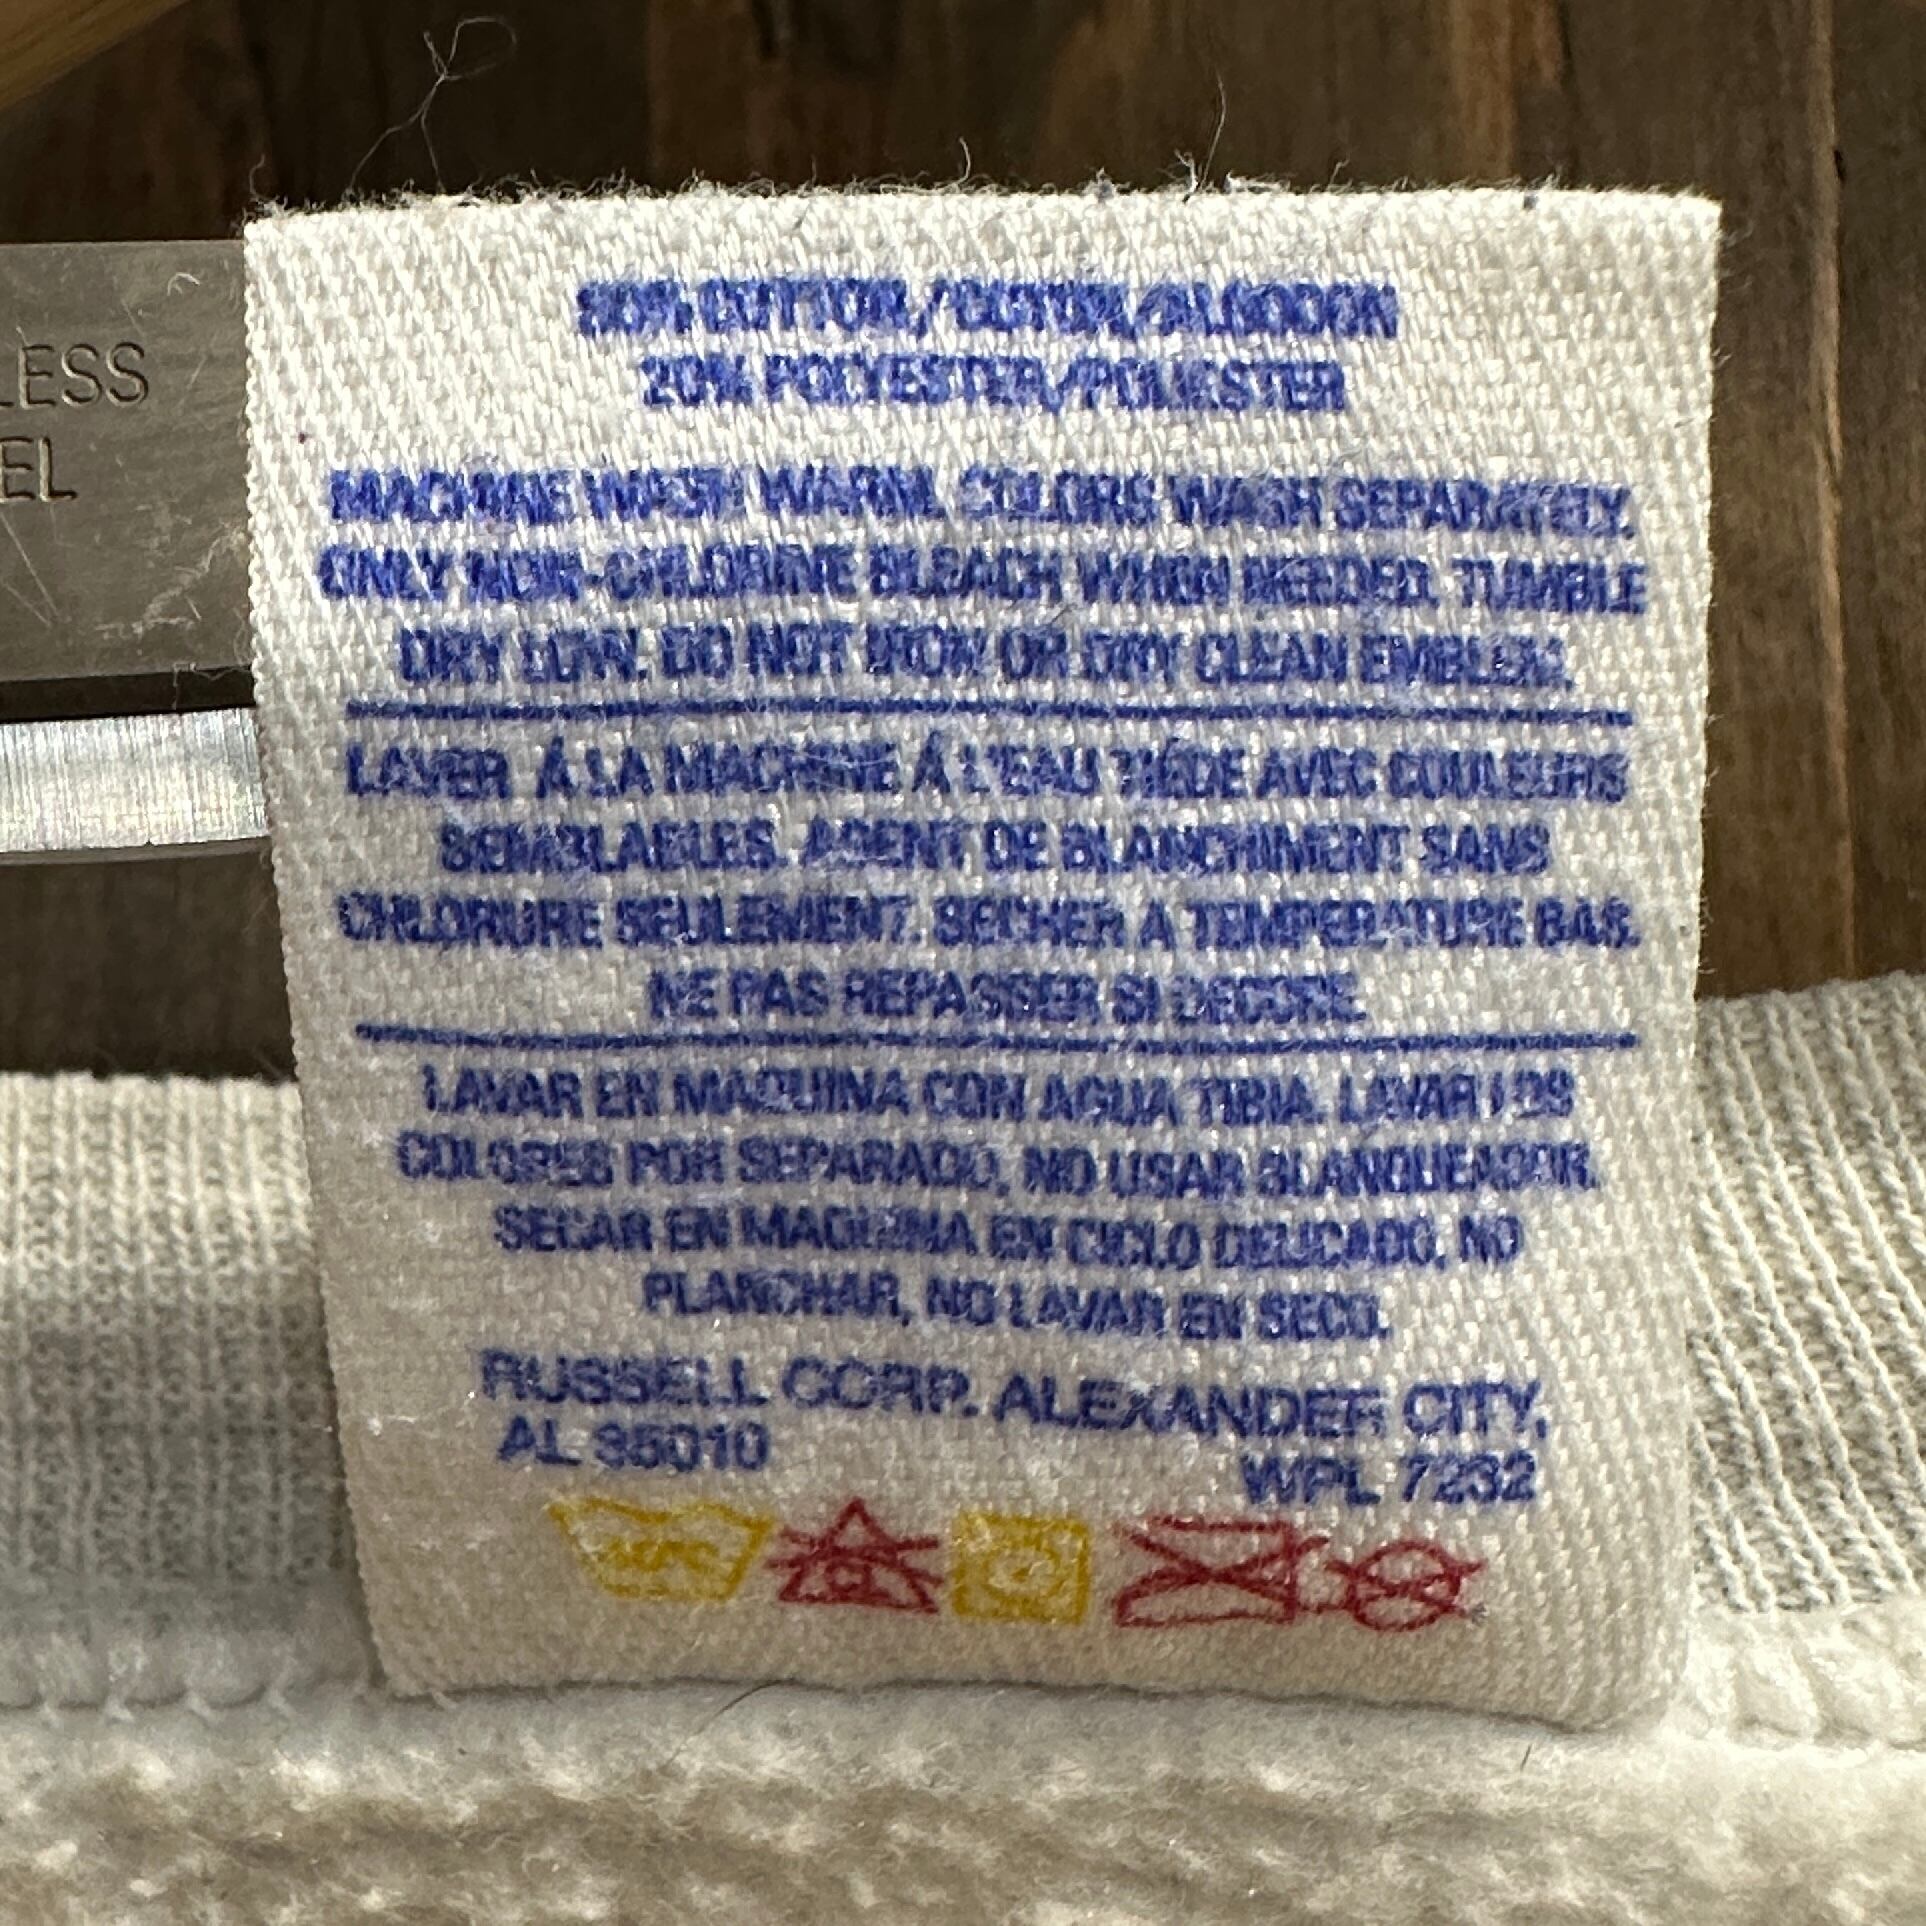 LESS
EL
80% COTTON/COTON/ALGODON
20% POLYESTER/POLIESTER
MACHINE WASH WARM, COLORS WASH SEPARATELY.
ONLY NON-CHLORINE BLEACH WHEN NEEDED. TUMBLE
DRY LOW. DO NOT IRON OR DRY CLEAN EMBLEM.
LAVER Á LA MACHINE Á L'EAU TIÉDE AVEC COULEURS
SEMBLABLES. AGENT DE BLANCHIMENT SANS
CHLORURE SEULEMENT. SECHER A TEMPERATURE BAS.
NE PAS REPASSER SI DECORE.
LAVAR EN MAQUINA CON AGUA TIBIA. LAVAR LOS
COLORES POR SEPARADO, NO USAR BLANQUEADOR.
SECAR EN MAQUINA EN CICLO DELICADO, NO
PLANCHAR, NO LAVAR EN SECO.
RUSSELL CORP. ALEXANDER CITY,
AL 35010 WPL 7232
40°C CL